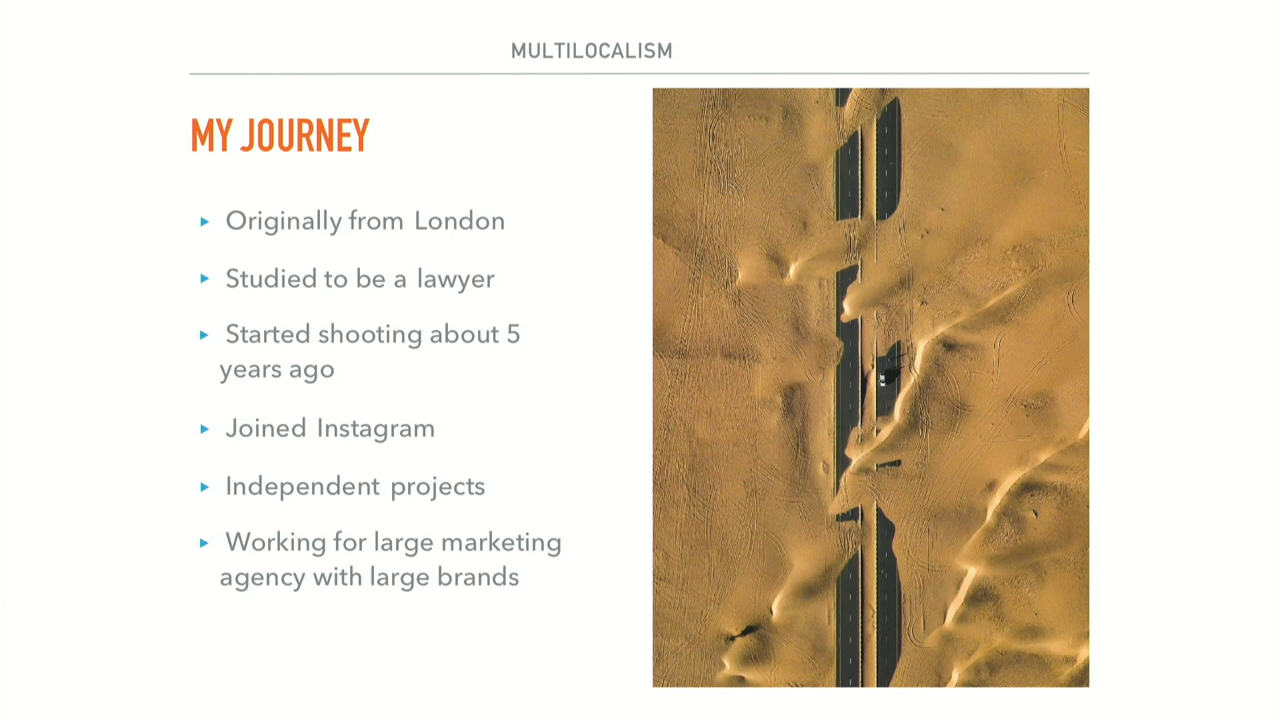 MULTILOCALISM
MY JOURNEY
▸ Originally from London
▸ Studied to be a lawyer
▸ Started shooting about 5
years ago
▸ Joined Instagram
▸ Independent projects
▸ Working for large marketing
agency with large brands